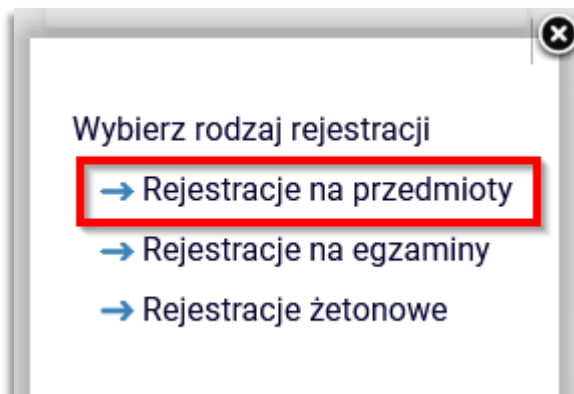 Wybierz rodzaj rejestracji
Rejestracje na przedmioty
Rejestracje na egzaminy
Rejestracje żetonowe